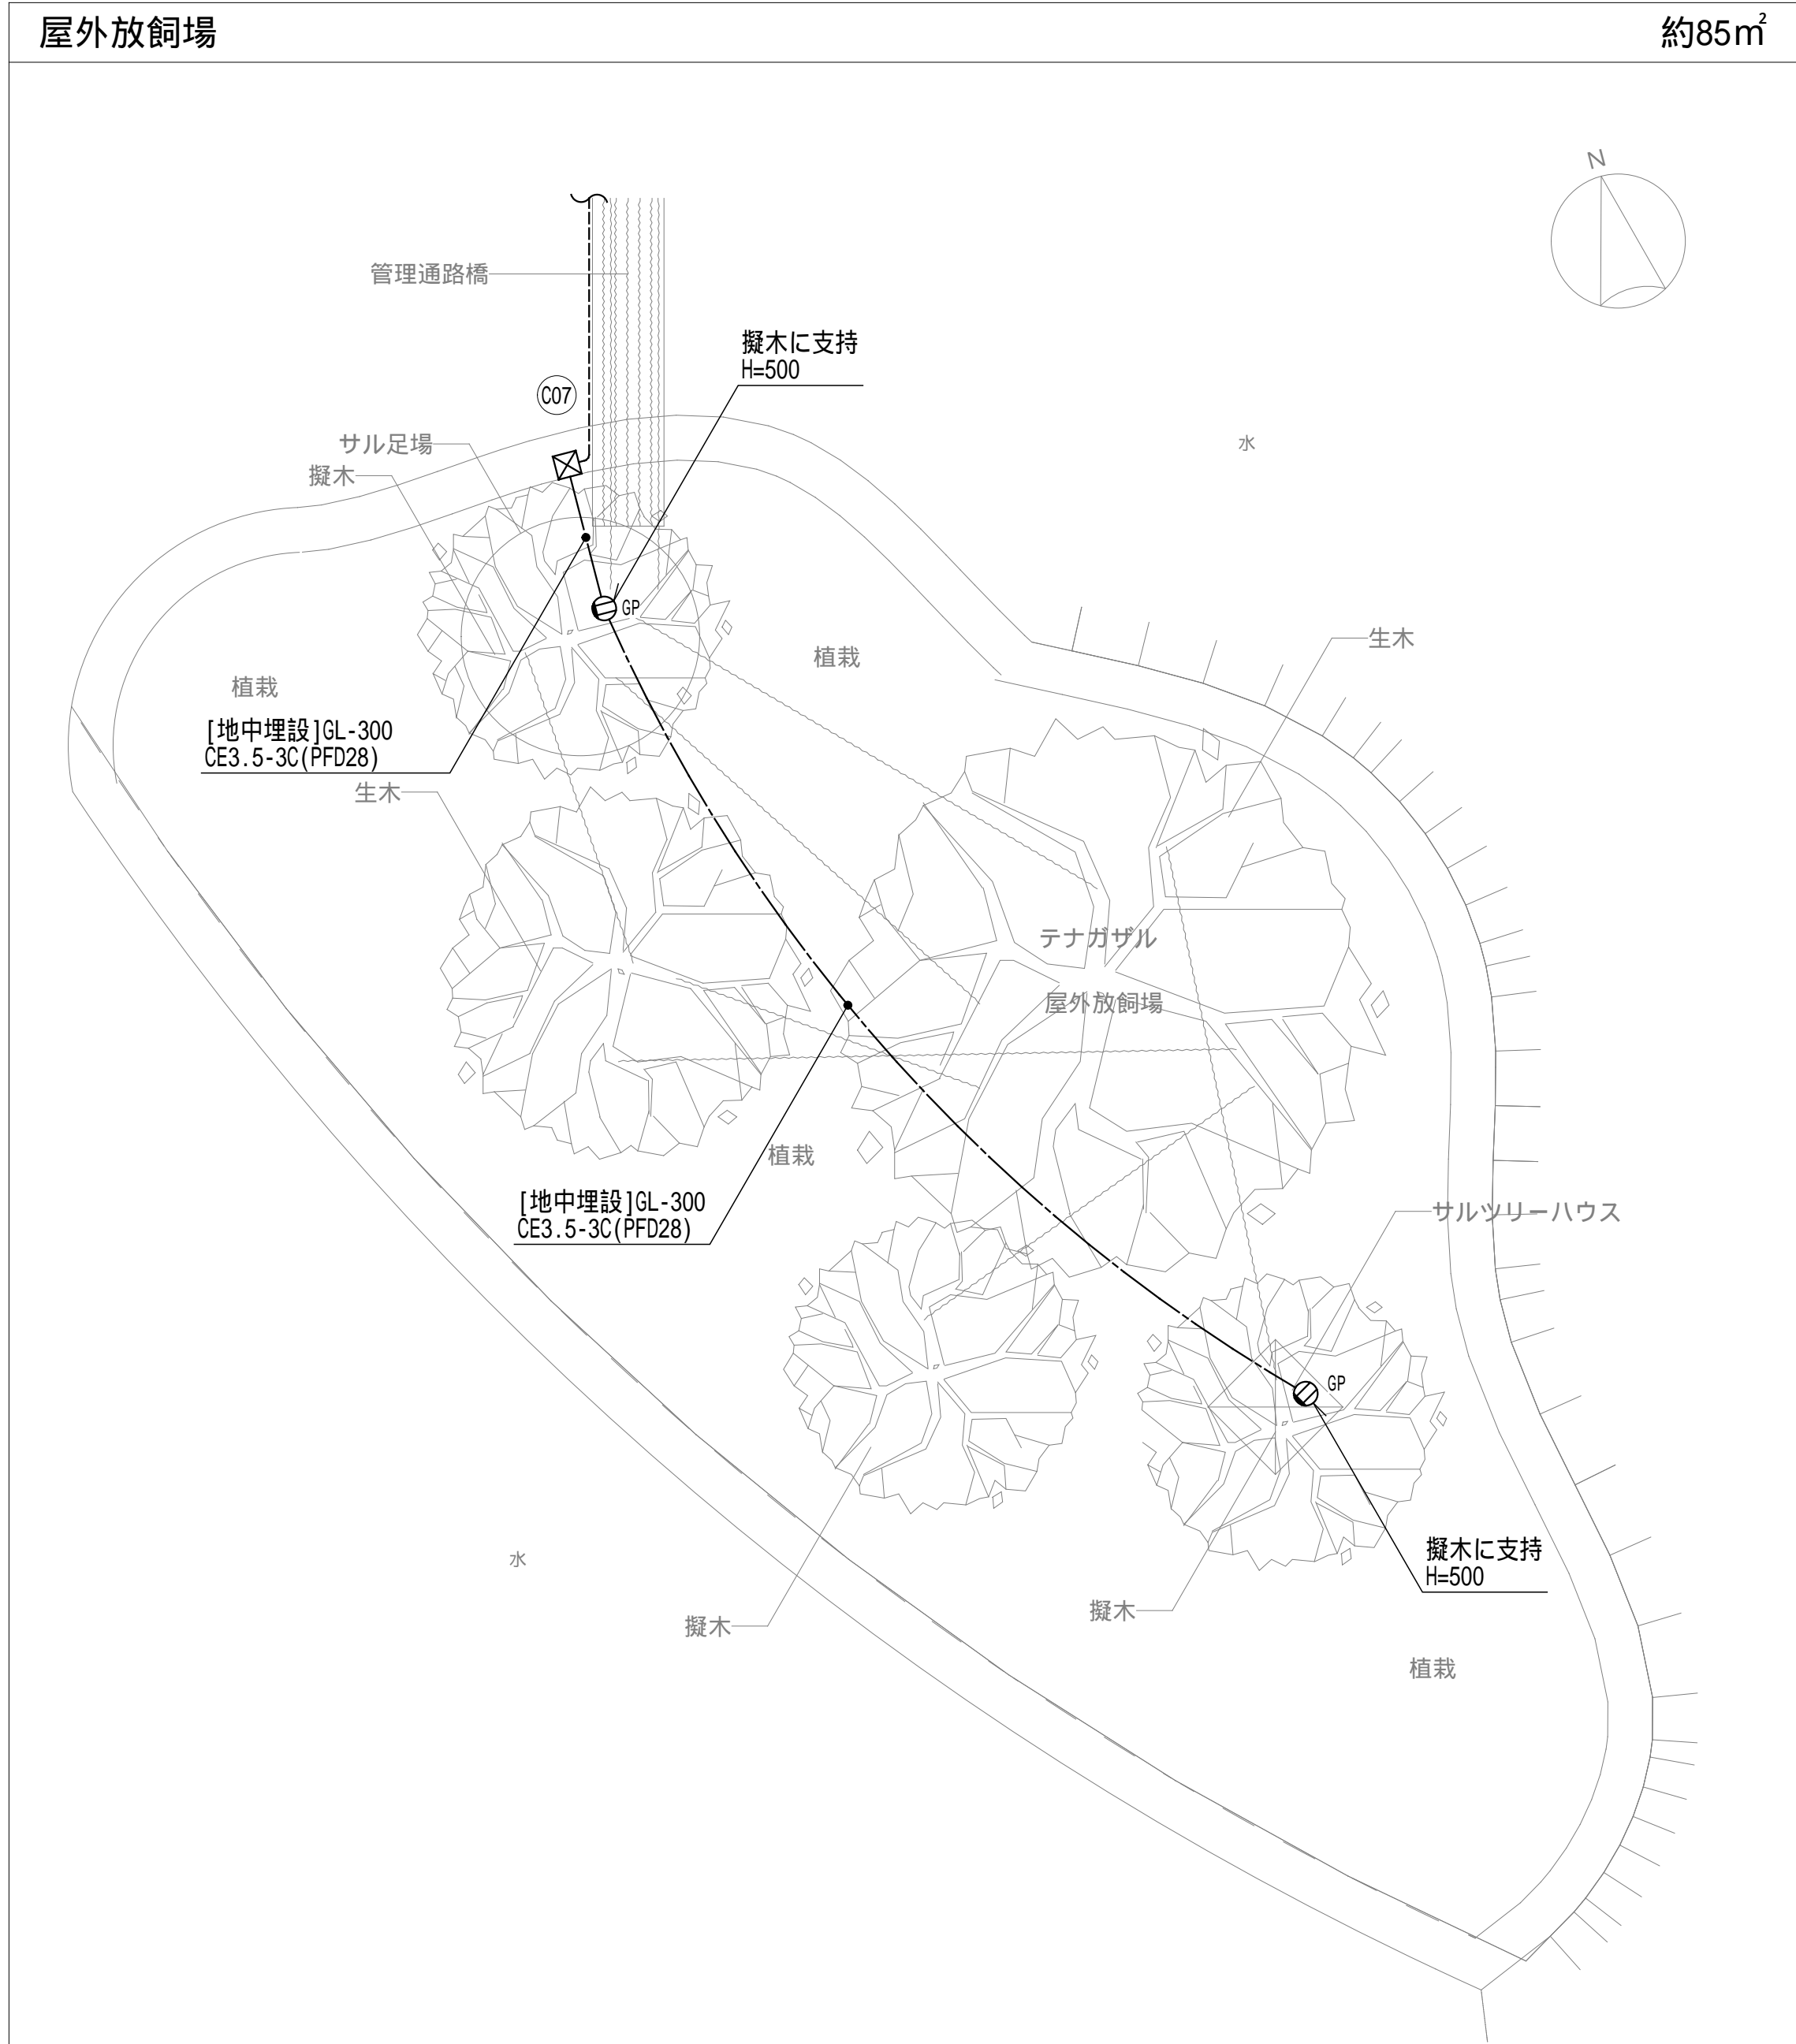 屋外放飼場
約85㎡
N
管理通路橋
擬木に支持
H=500
C07
サル足場
水
擬木
GP
生木
植栽
植栽
[地中埋設]GL-300
CE3.5-3C(PFD28)
生木
テナガザル
屋外放飼場
植栽
[地中埋設]GL-300
CE3.5-3C(PFD28)
サルツリーハウス
GP
擬木に支持
H=500
水
擬木
擬木
植栽